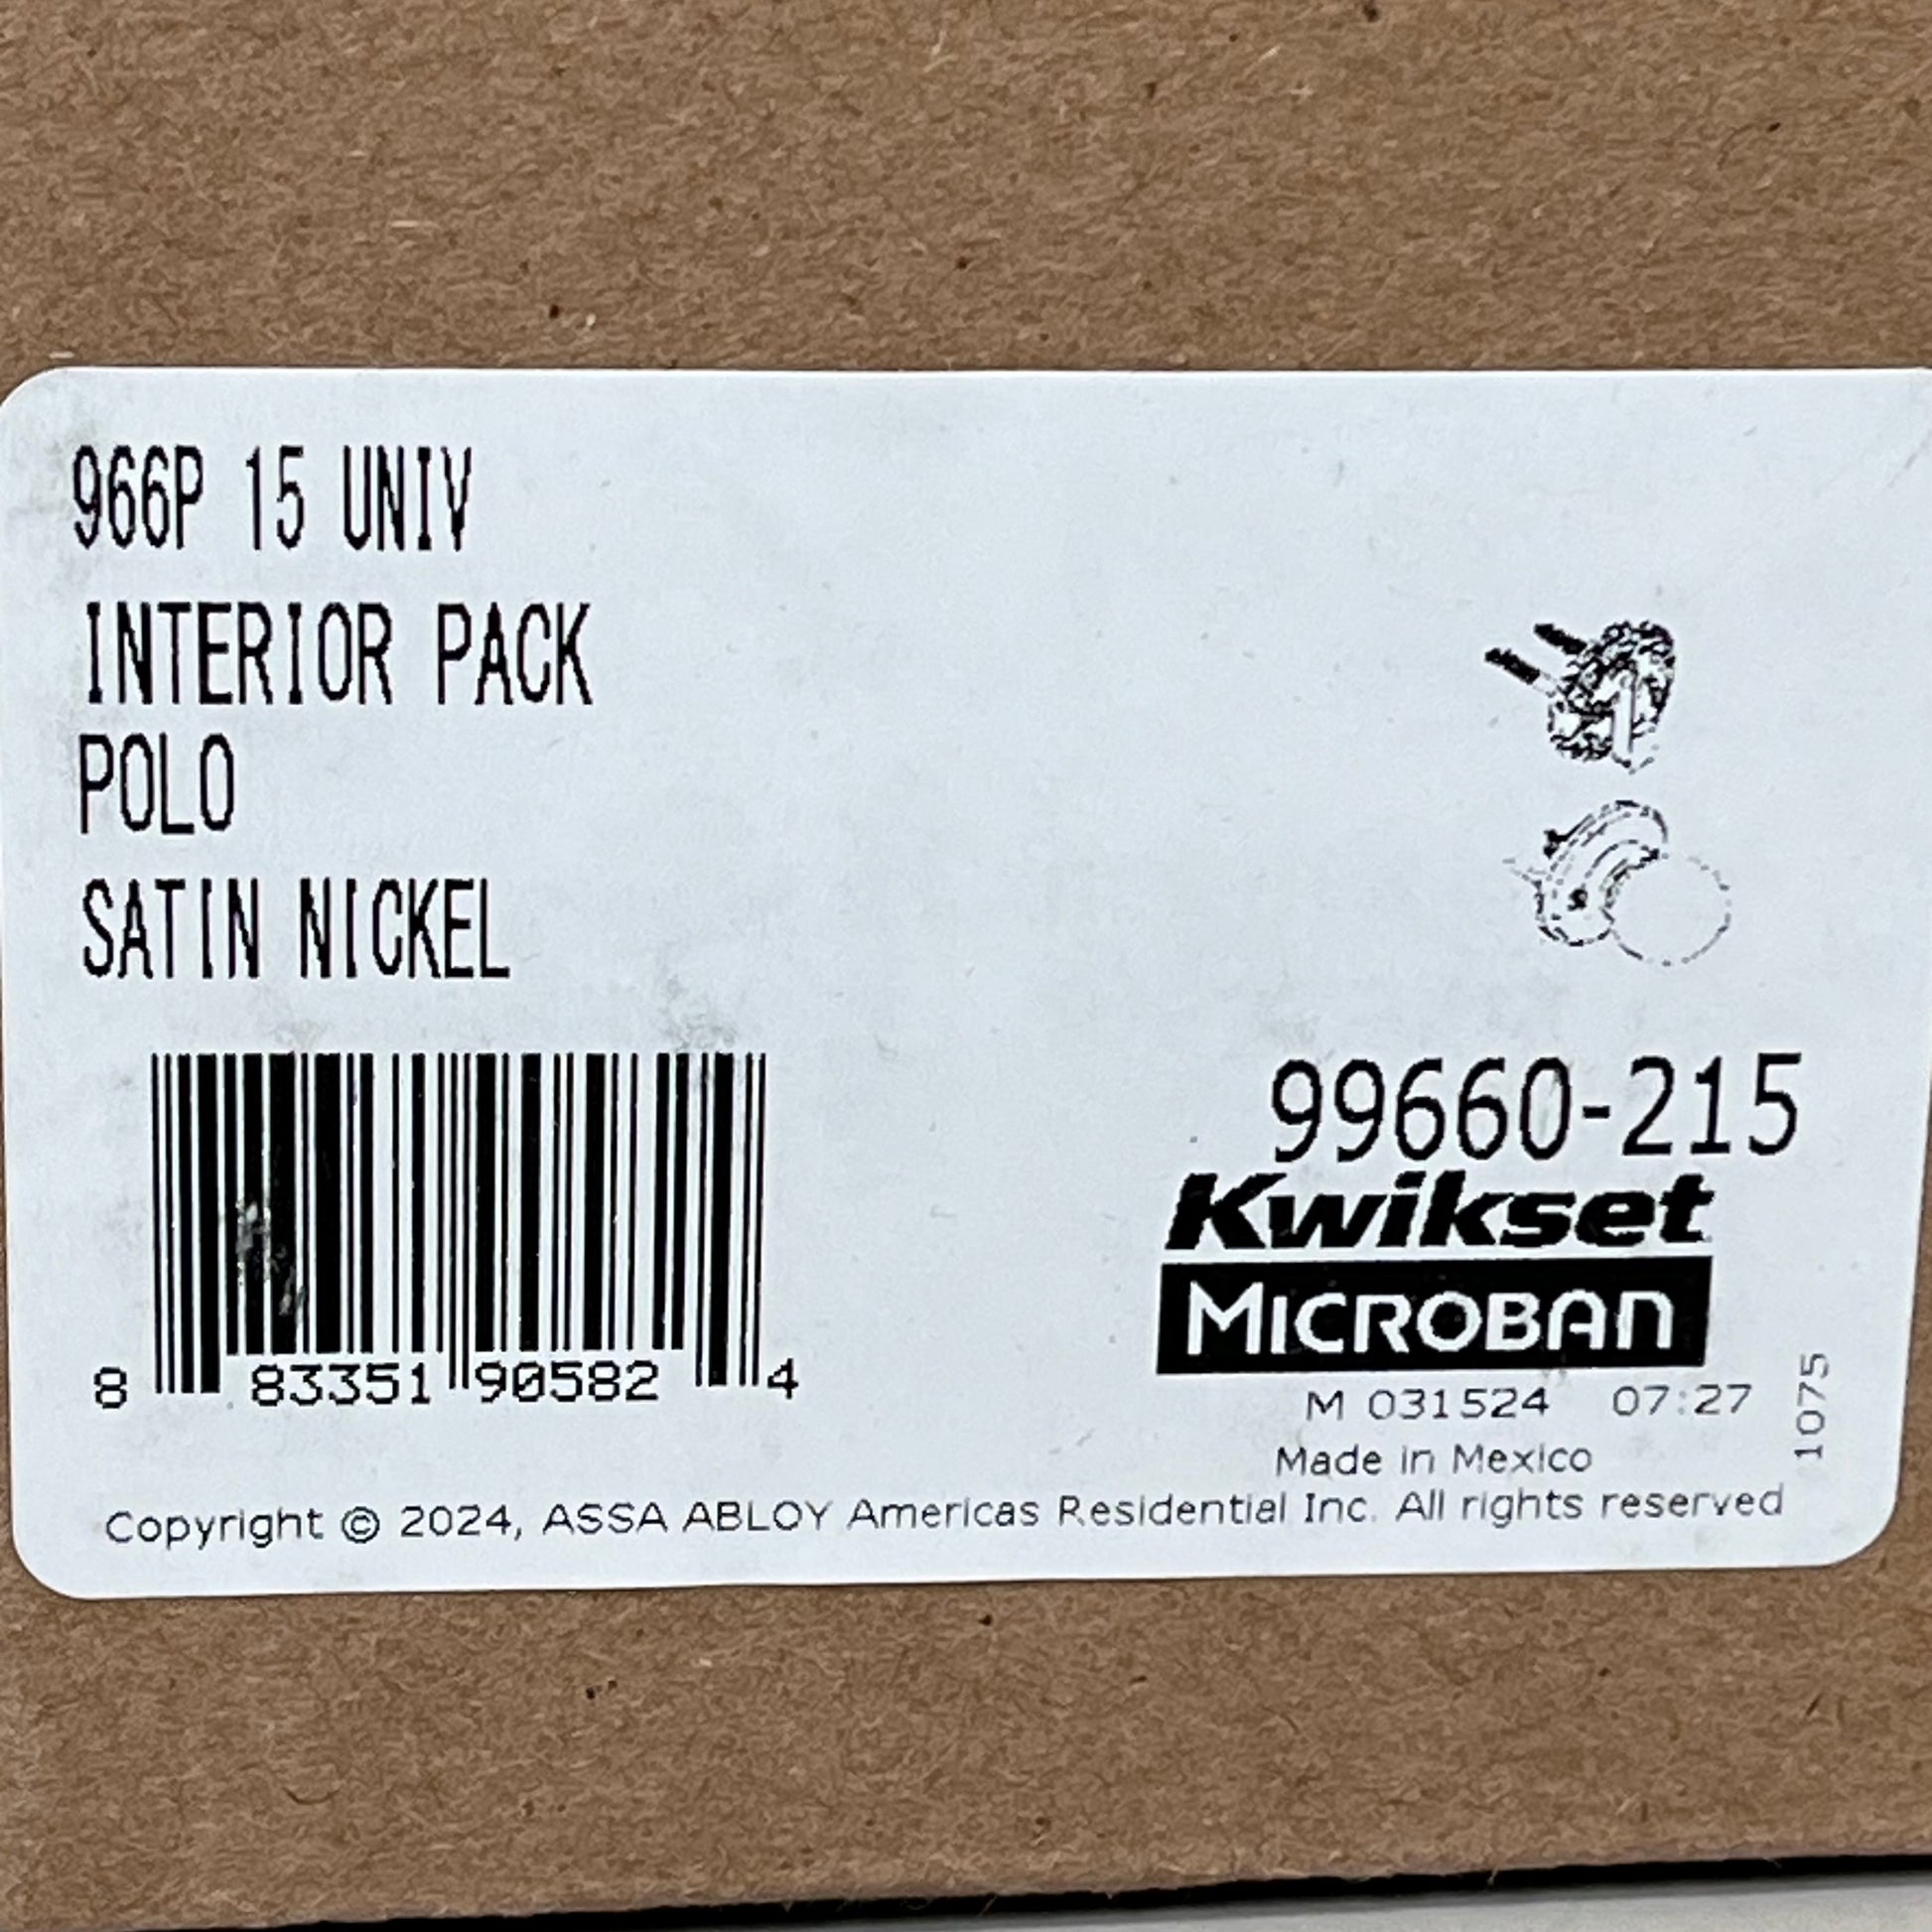 966P 15 UNIV
INTERIOR PACK
POLO
SATIN NICKEL
8 83351 90582 4
99660-215
Kwikset
MICROBAN
M 031524 07:27
1075
Made in Mexico
Copyright © 2024, ASSA ABLOY Americas Residential Inc. All rights reserved